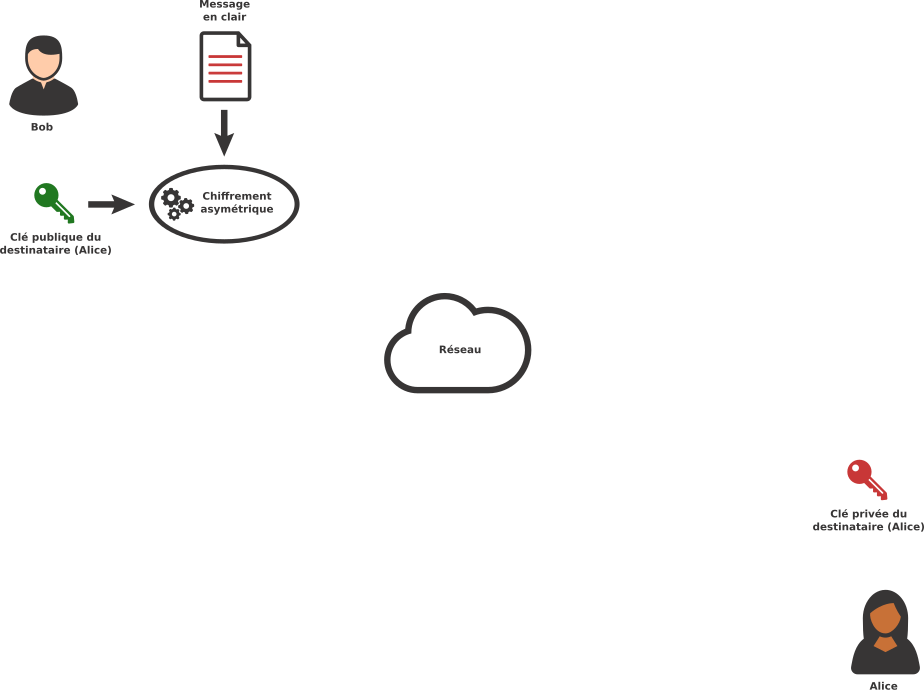 Message
en clair
Bob
Chiffrement
asymétrique
Clé publique du
destinataire (Alice)
Réseau
Clé privée du
destinataire (Alice)
Alice